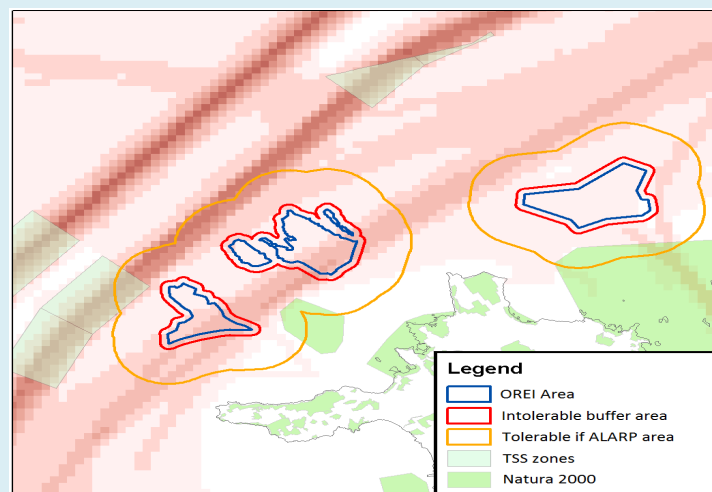 Legend
OREI Area
Intolerable buffer area
Tolerable if ALARP area
TSS zones
Natura 2000